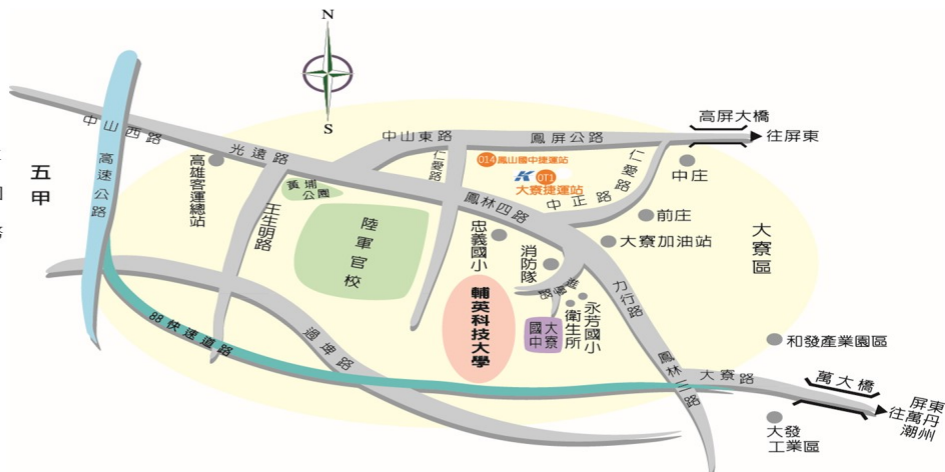 N
S
高屏大橋
往屏東
中山東路
鳳屏公路
中山西路
光遠路
仁愛路
仁愛路
014 鳳山國中捷運站
K OT1
大寮捷運站
中庄
五甲
高速公路
高雄客運總站
黃埔
公園
王生明路
陸軍官校
鳳林四路
中正路
前庄
大寮加油站
大寮區
忠義國小
消防隊
輔英科技大學
進學路
衛生所
永芳國小
大寮
國中
力行路
88快速道路
過埤路
鳳林三路
大寮路
和發產業園區
萬大橋
屏東
往萬丹
潮州
大發
工業區